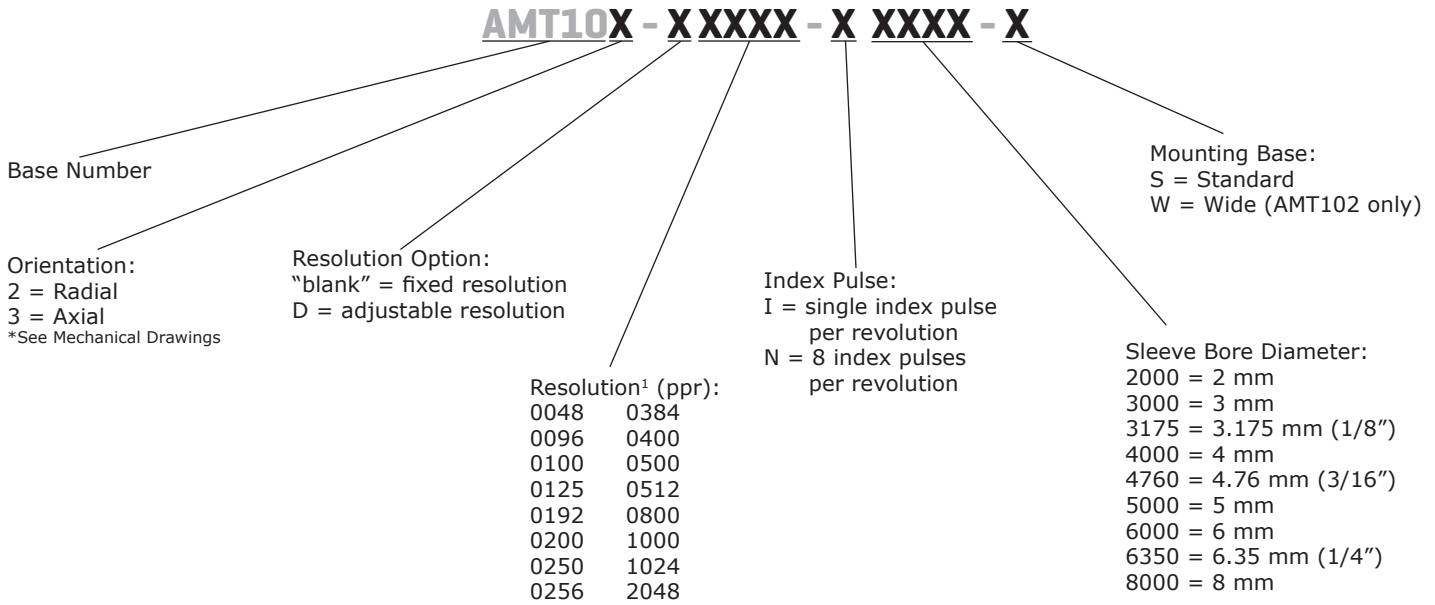 AMT10X - X XXXX - X XXXX - X
Base Number
Orientation:
2 = Radial
3 = Axial
*See Mechanical Drawings
Resolution Option:
“blank” = fixed resolution
D = adjustable resolution
Resolution¹ (ppr):
0048 0384
0096 0400
0100 0500
0125 0512
0192 0800
0200 1000
0250 1024
0256 2048
Index Pulse:
I = single index pulse
per revolution
N = 8 index pulses
per revolution
Sleeve Bore Diameter:
2000 = 2 mm
3000 = 3 mm
3175 = 3.175 mm (1/8”)
4000 = 4 mm
4760 = 4.76 mm (3/16”)
5000 = 5 mm
6000 = 6 mm
6350 = 6.35 mm (1/4”)
8000 = 8 mm
Mounting Base:
S = Standard
W = Wide (AMT102 only)